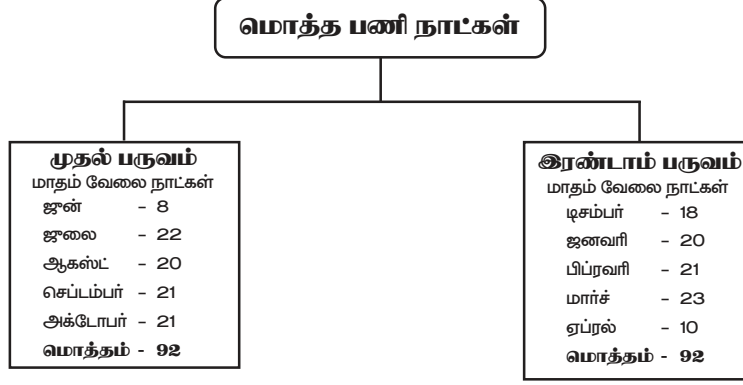 மொத்த பணி நாட்கள்
முதல் பருவம்
மாதம் வேலை நாட்கள்
ஜுன் - 8
ஜுலை - 22
ஆகஸ்ட் - 20
செப்டம்பர் - 21
அக்டோபர் - 21
மொத்தம் - 92
இரண்டாம் பருவம்
மாதம் வேலை நாட்கள்
டிசம்பர் - 18
ஜனவரி - 20
பிப்ரவரி - 21
மார்ச் - 23
ஏப்ரல் - 10
மொத்தம் - 92